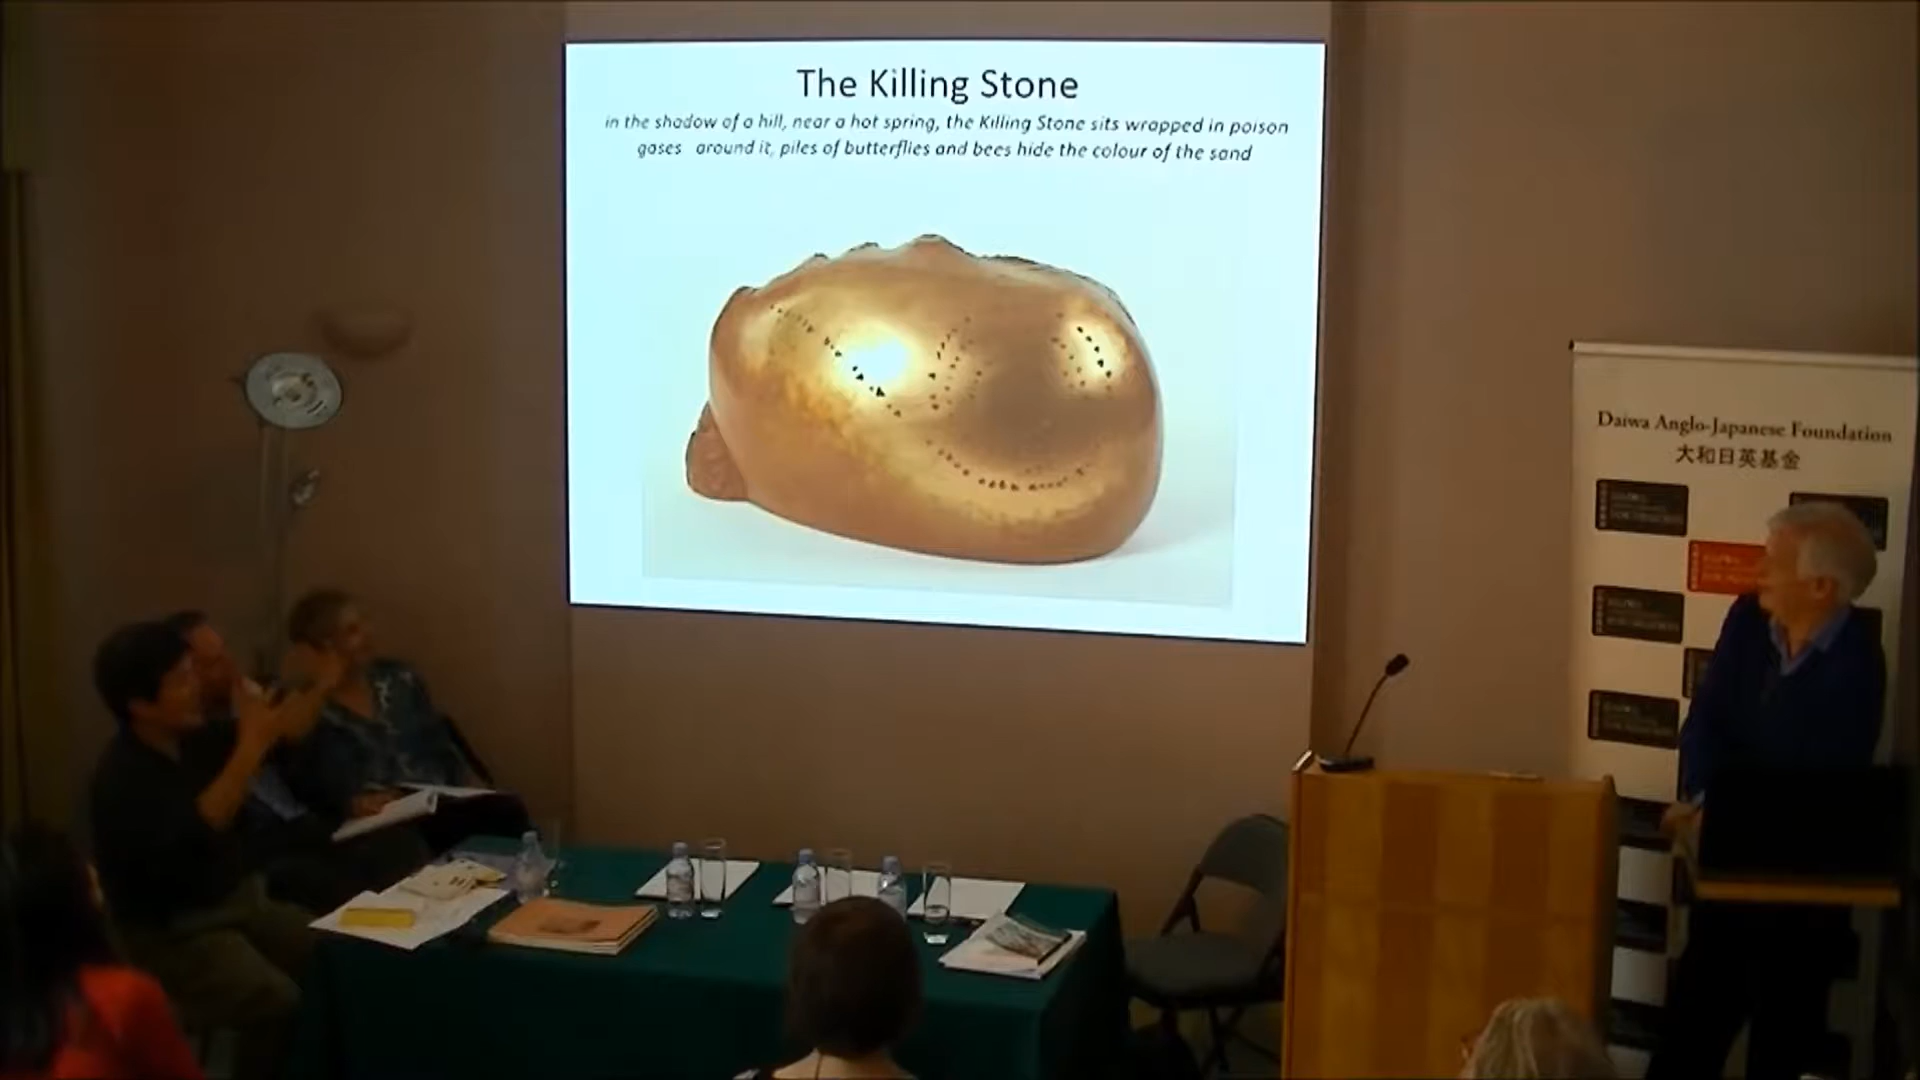 The Killing Stone
in the shadow of a hill, near a hot spring, the Killing Stone sits wrapped in poison
gases around it, piles of butterflies and bees hide the colour of the sand
Daiwa Anglo-Japanese Foundation
大和日英基金